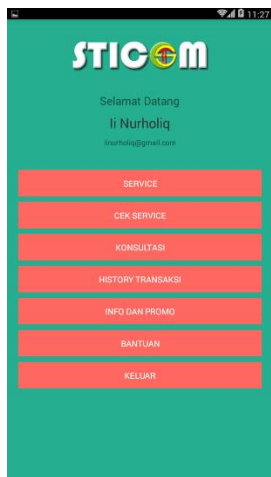 11:27
STICOM
Selamat Datang
Ii Nurholiq
iinurholiq@gmail.com
SERVICE
CEK SERVICE
KONSULTASI
HISTORY TRANSAKSI
INFO DAN PROMO
BANTUAN
KELUAR